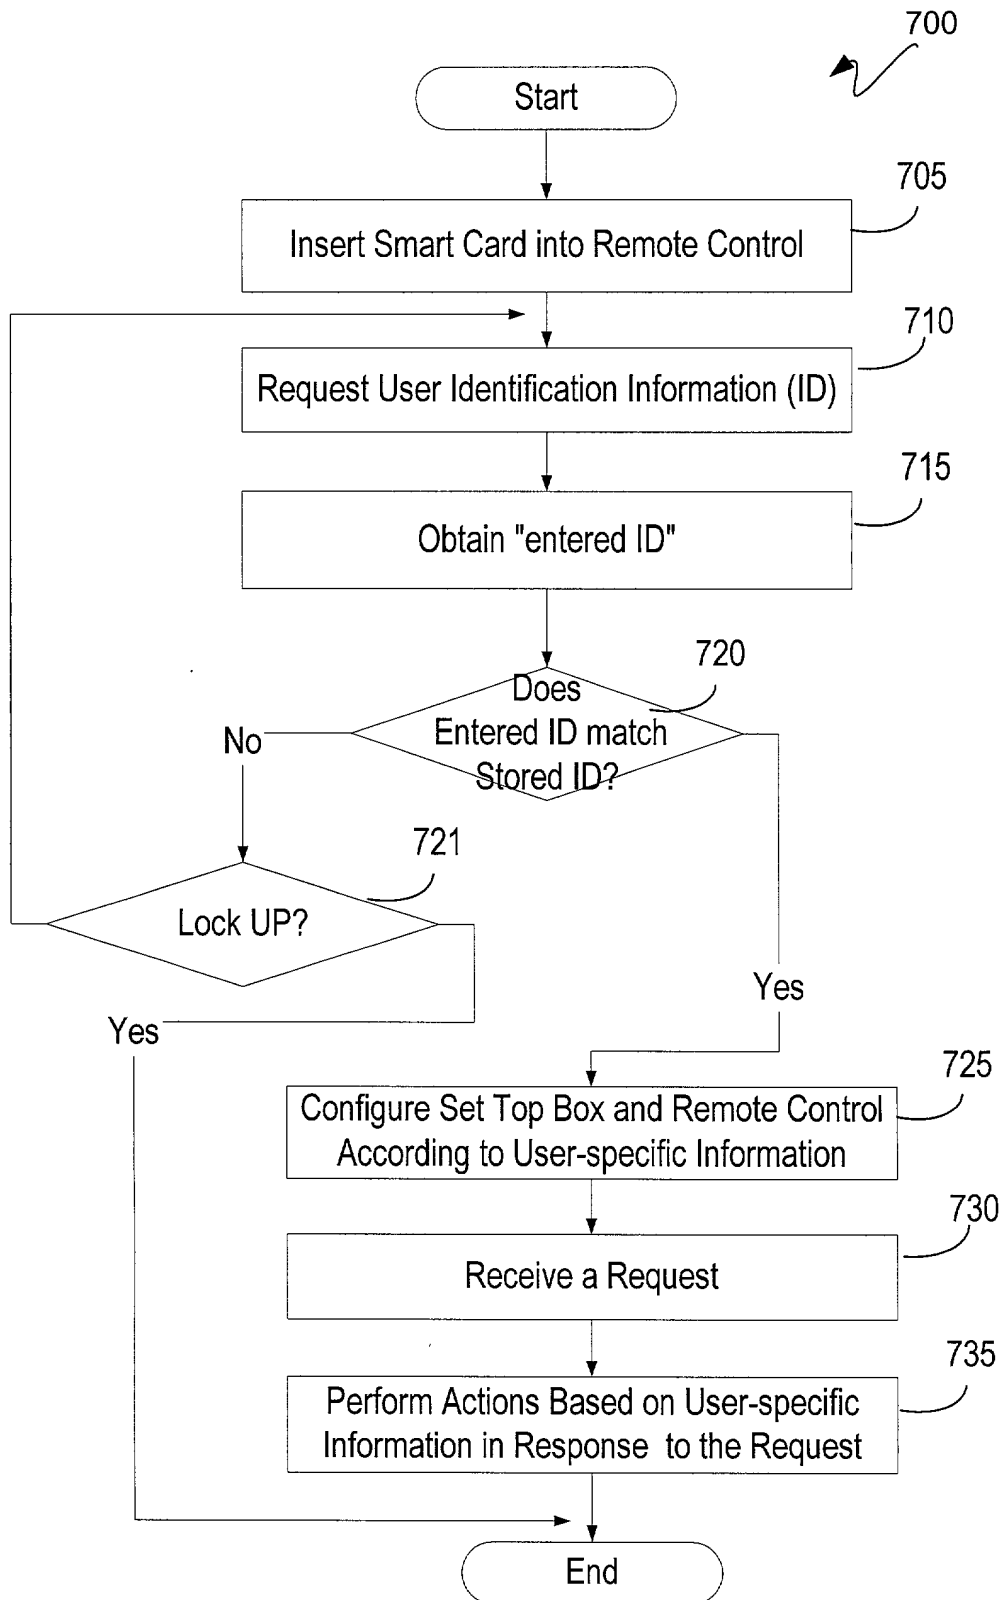 700
Start
705
Insert Smart Card into Remote Control
710
Request User Identification Information (ID)
715
Obtain "entered ID"
720
Does
Entered ID match
Stored ID?
No
721
Lock UP?
Yes
Yes
725
Configure Set Top Box and Remote Control
According to User-specific Information
730
Receive a Request
735
Perform Actions Based on User-specific
Information in Response to the Request
End